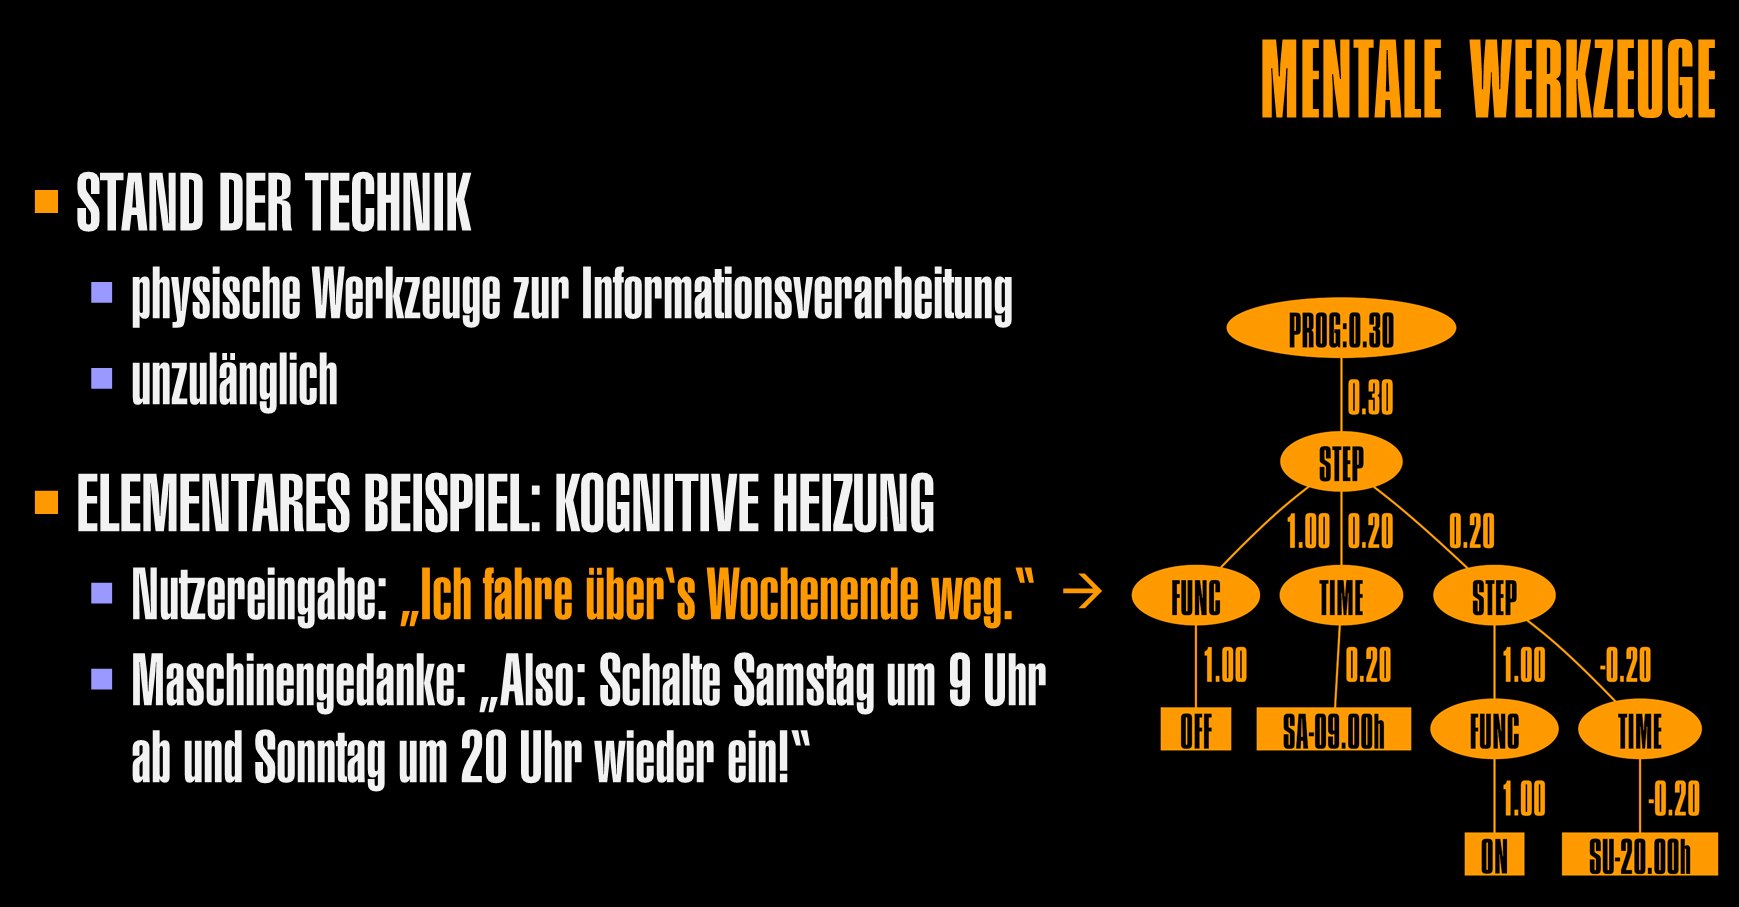 MENTALE WERKZEUGE
STAND DER TECHNIK
physische Werkzeuge zur Informationsverarbeitung
unzulänglich
ELEMENTARES BEISPIEL: KOGNITIVE HEIZUNG
Nutzereingabe: „Ich fahre über‘s Wochenende weg.“ →
Maschinengedanke: „Also: Schalte Samstag um 9 Uhr
ab und Sonntag um 20 Uhr wieder ein!“
PROG:0.30
0.30
STEP
1.00 0.20 0.20
FUNC TIME STEP
1.00 0.20 1.00 -0.20
OFF SA-09.00h FUNC TIME
1.00 -0.20
ON SU-20.00h